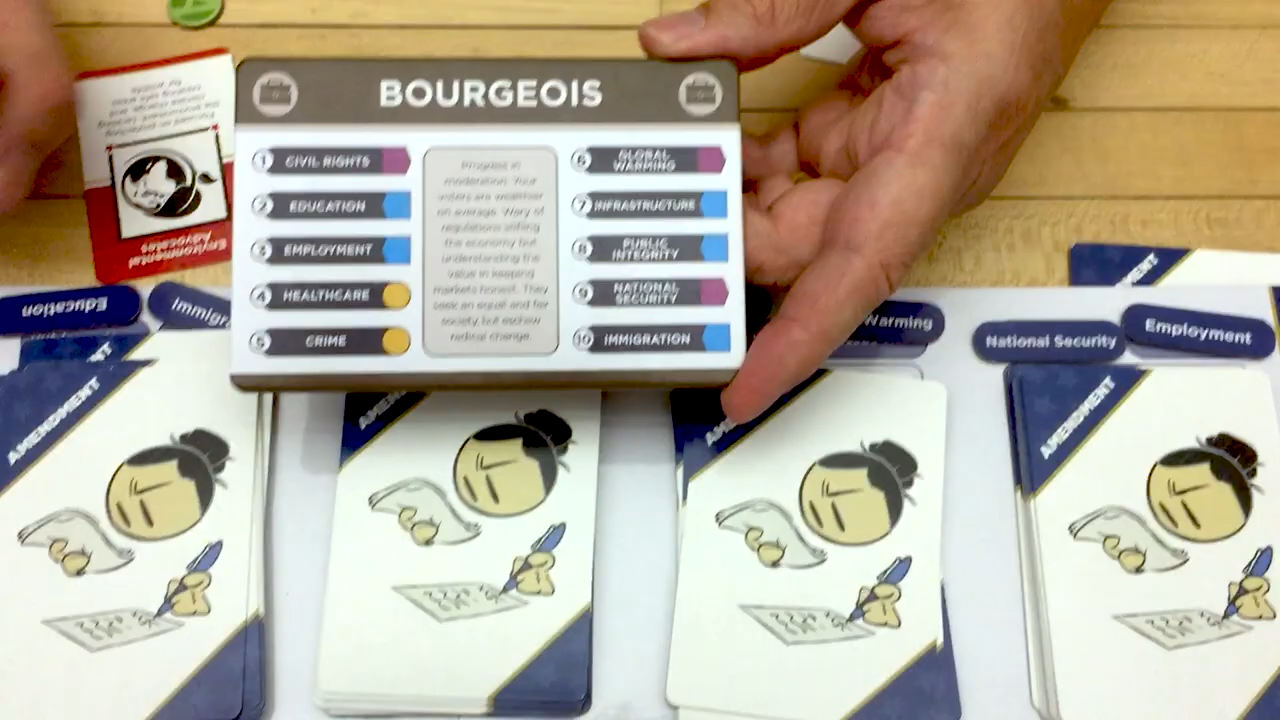 BOURGEOIS
1 CIVIL RIGHTS
2 EDUCATION
3 EMPLOYMENT
4 HEALTHCARE
5 CRIME
Progress in
moderation. Your
voters are wealthier
on average. Wary of
regulations stifling
the economy but
understanding the
value in keeping
markets honest. They
seek an equal and fair
society, but eschew
radical change.
6 GLOBAL
WARMING
7 INFRASTRUCTURE
8 PUBLIC
INTEGRITY
9 NATIONAL
SECURITY
10 IMMIGRATION
Environmental
Advocates
Education
Immigr
Warming
National Security
Employment
AMENDMENT
AMENDMENT
AMENDMENT
AMENDMENT